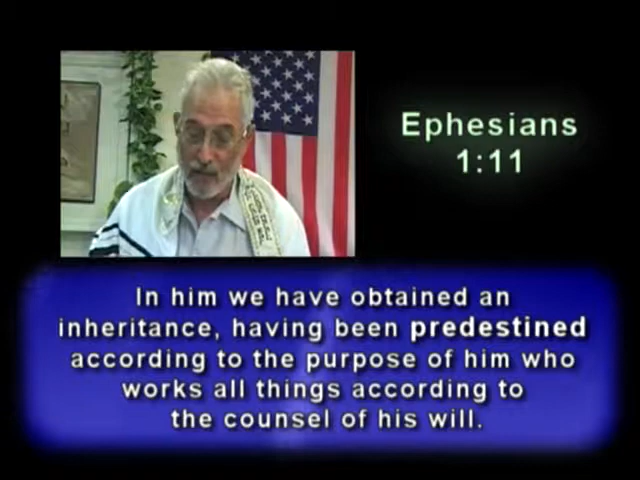 Ephesians
1:11
In him we have obtained an
inheritance, having been predestined
according to the purpose of him who
works all things according to
the counsel of his will.